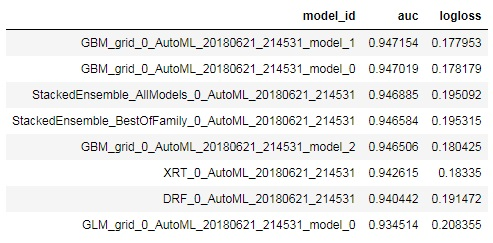 model_id auc logloss
GBM_grid_0_AutoML_20180621_214531_model_1 0.947154 0.177953
GBM_grid_0_AutoML_20180621_214531_model_0 0.947019 0.178179
StackedEnsemble_AllModels_0_AutoML_20180621_214531 0.946885 0.195092
StackedEnsemble_BestOfFamily_0_AutoML_20180621_214531 0.946584 0.195315
GBM_grid_0_AutoML_20180621_214531_model_2 0.946506 0.180425
XRT_0_AutoML_20180621_214531 0.942615 0.18335
DRF_0_AutoML_20180621_214531 0.940442 0.191472
GLM_grid_0_AutoML_20180621_214531_model_0 0.934514 0.208355